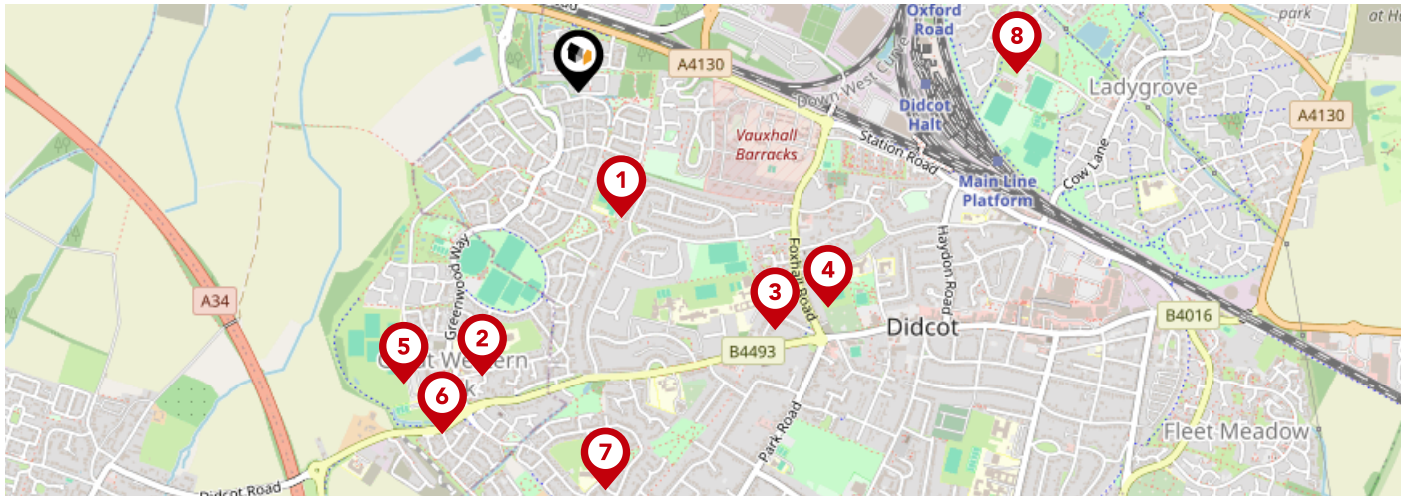 Oxford
Road
park
A4130
8
Down West Curve
Ladygrove
Didcot
Halt
A4130
Vauxhall
Barracks
Station Road
1
Main Line
Platform
Cow Lane
Greenwood Way
Foxhall Road
Haydon Road
4
3
A34
B4016
Didcot
2
5
B4493
6
Park Road
Fleet Meadow
7
Didcot Road